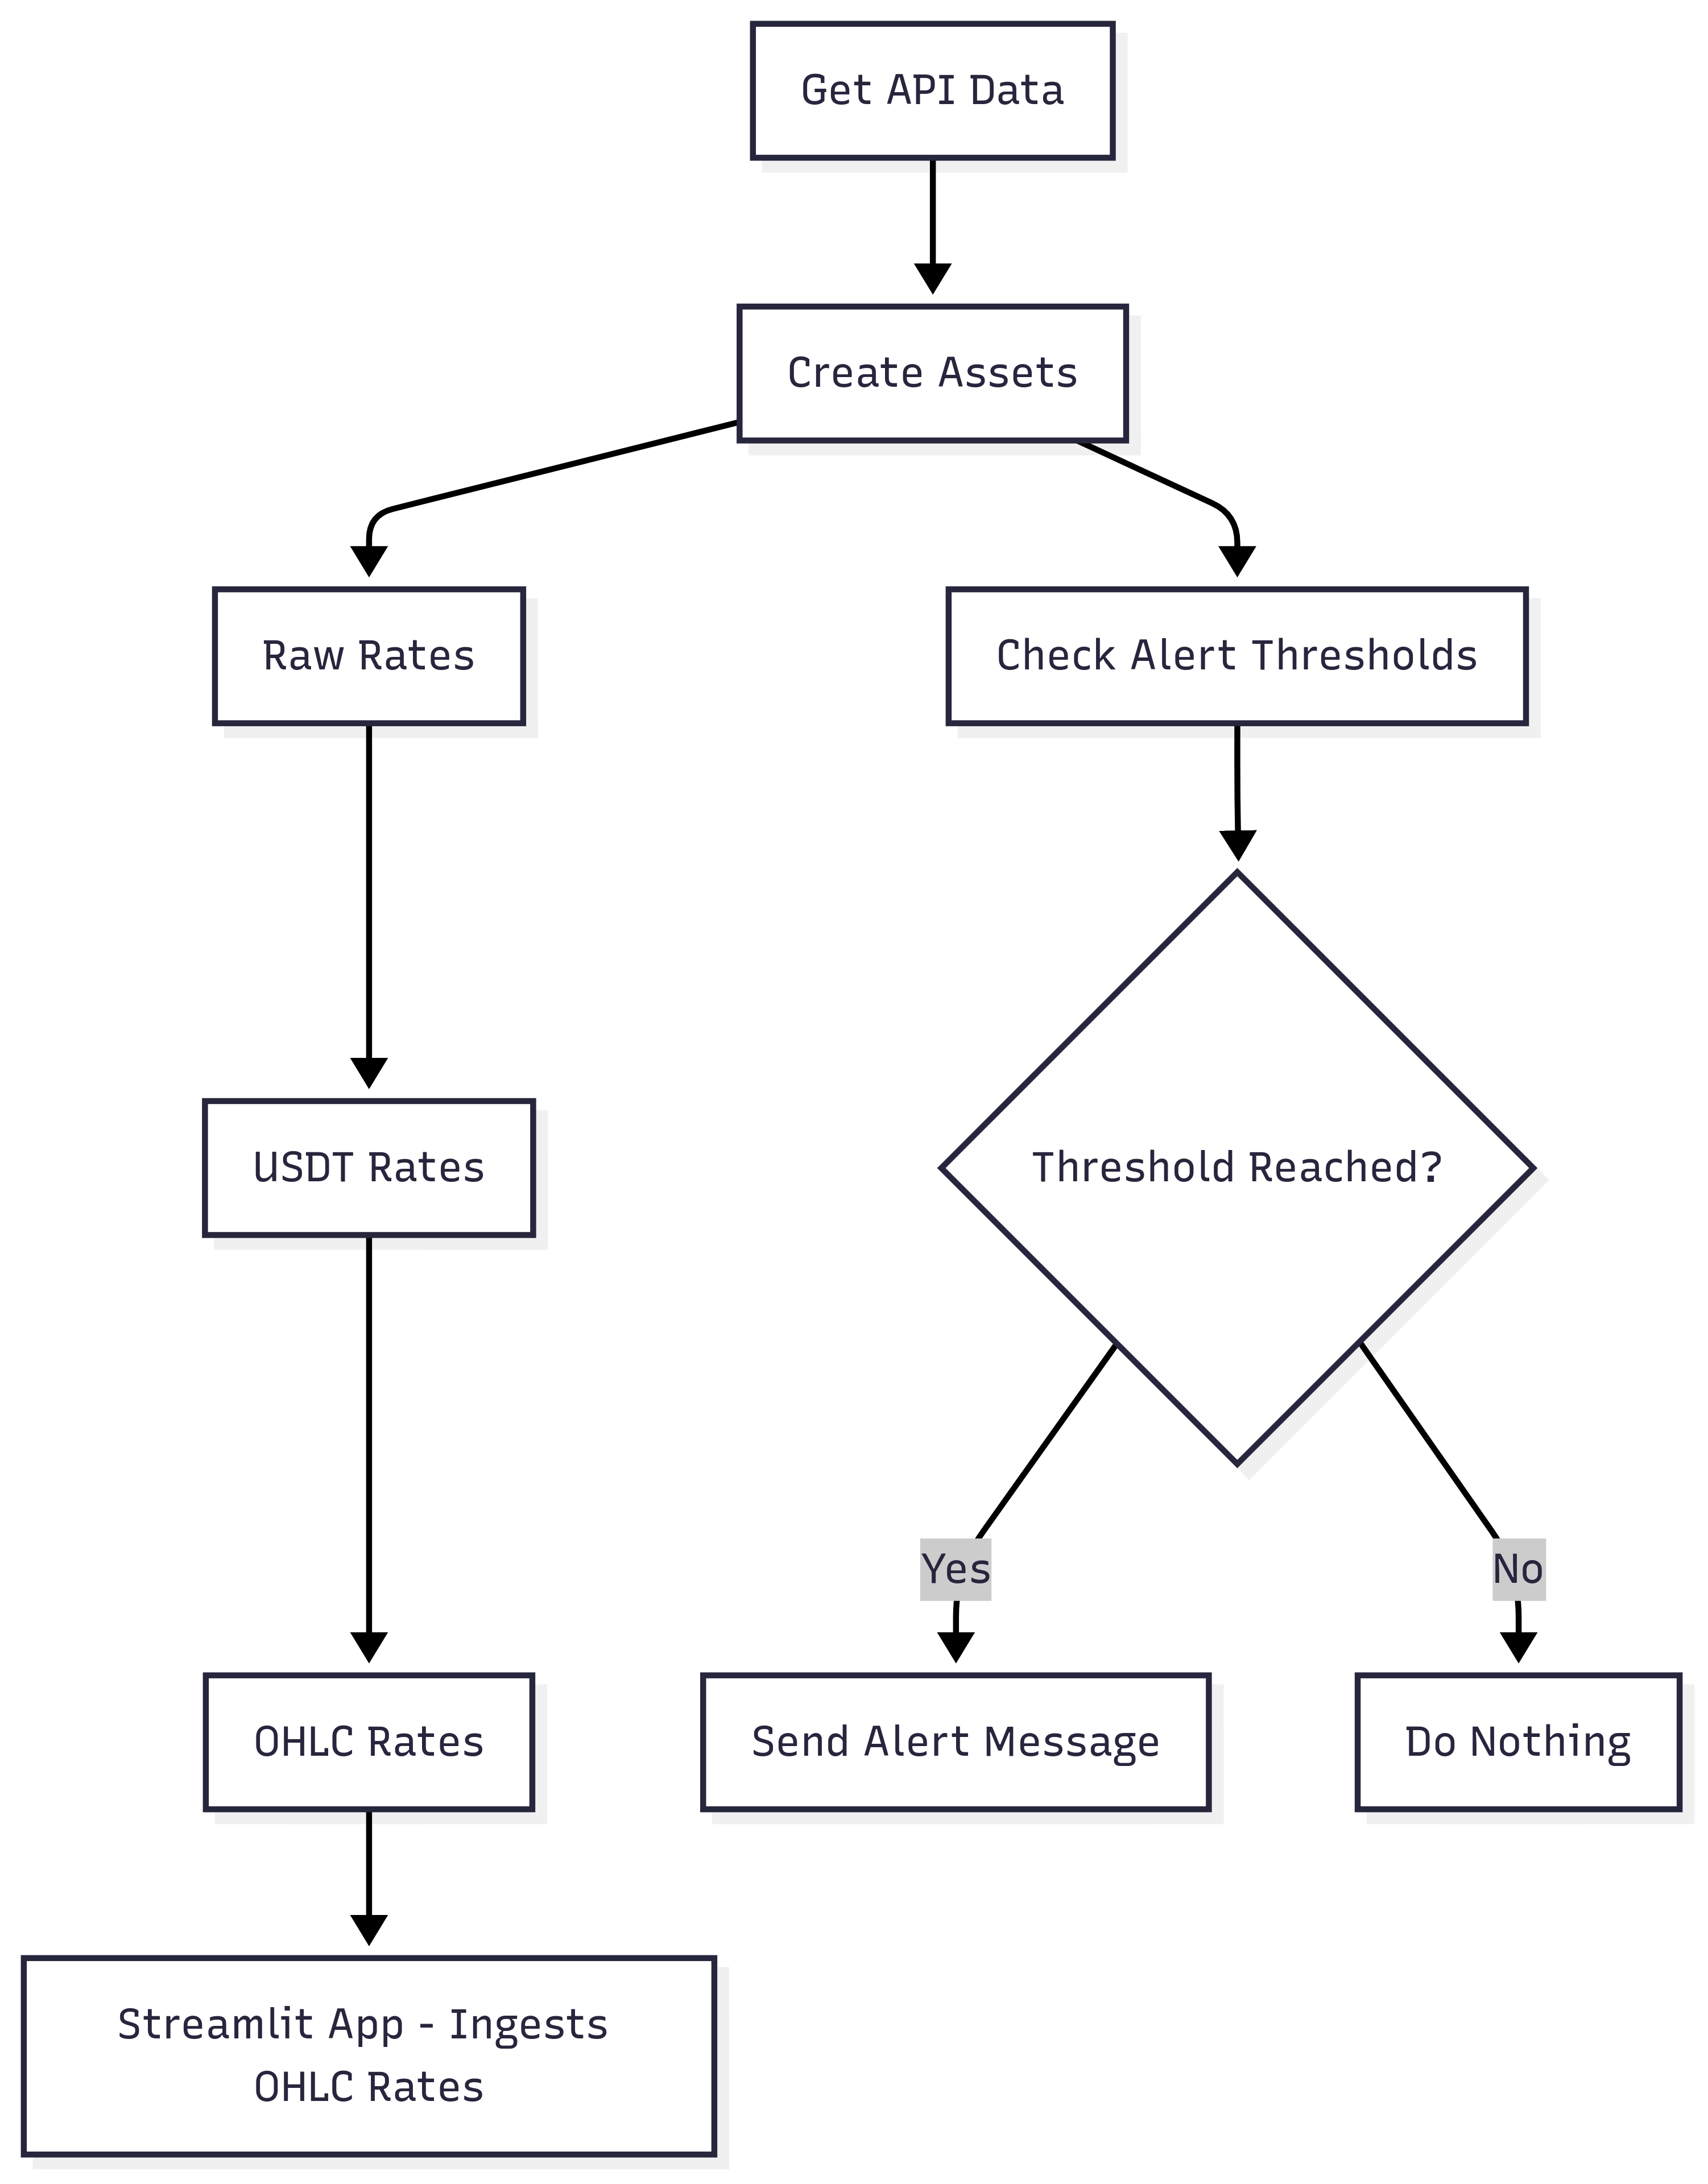 Get API Data
Create Assets
Raw Rates
Check Alert Thresholds
USDT Rates
Threshold Reached?
Yes
No
OHLC Rates
Send Alert Message
Do Nothing
Streamlit App - Ingests
OHLC Rates